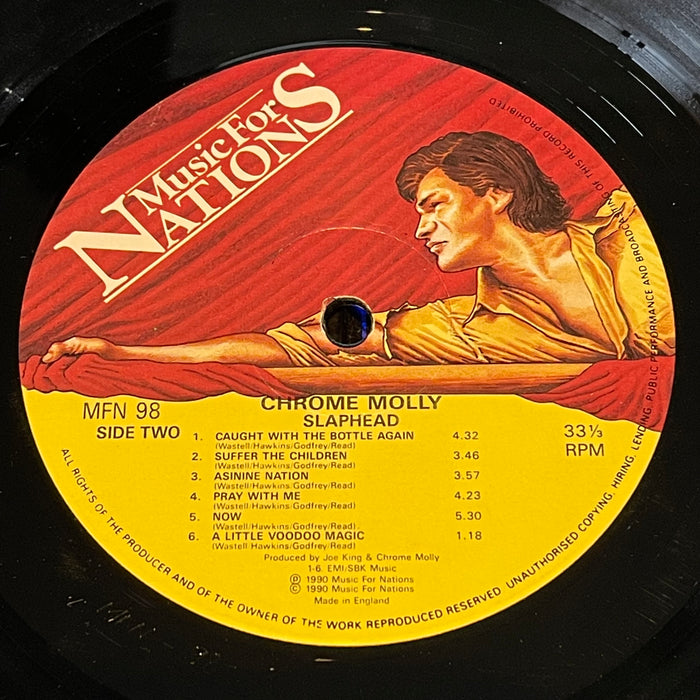 Music For
NATIONS
MFN 98
SIDE TWO
CHROME MOLLY
SLAPHEAD
33⅓
RPM
1. CAUGHT WITH THE BOTTLE AGAIN 4.32
(Wastell/Hawkins/Godfrey/Read)
2. SUFFER THE CHILDREN 3.46
(Wastell/Hawkins/Godfrey/Read)
3. ASININE NATION 3.57
(Wastell/Hawkins/Godfrey/Read)
4. PRAY WITH ME 4.23
(Wastell/Hawkins/Godfrey/Read)
5. NOW 5.30
(Wastell/Hawkins/Godfrey/Read)
6. A LITTLE VOODOO MAGIC 1.18
(Wastell/Hawkins/Godfrey/Read)
Produced by Joe King & Chrome Molly
1-6. EMI/SBK Music
Ⓟ 1990 Music For Nations
© 1990 Music For Nations
Made in England
ALL RIGHTS OF THE PRODUCER AND OF THE OWNER OF THE WORK REPRODUCED RESERVED UNAUTHORISED COPYING, HIRING, LENDING, PUBLIC PERFORMANCE AND BROADCASTING OF THIS RECORD PROHIBITED